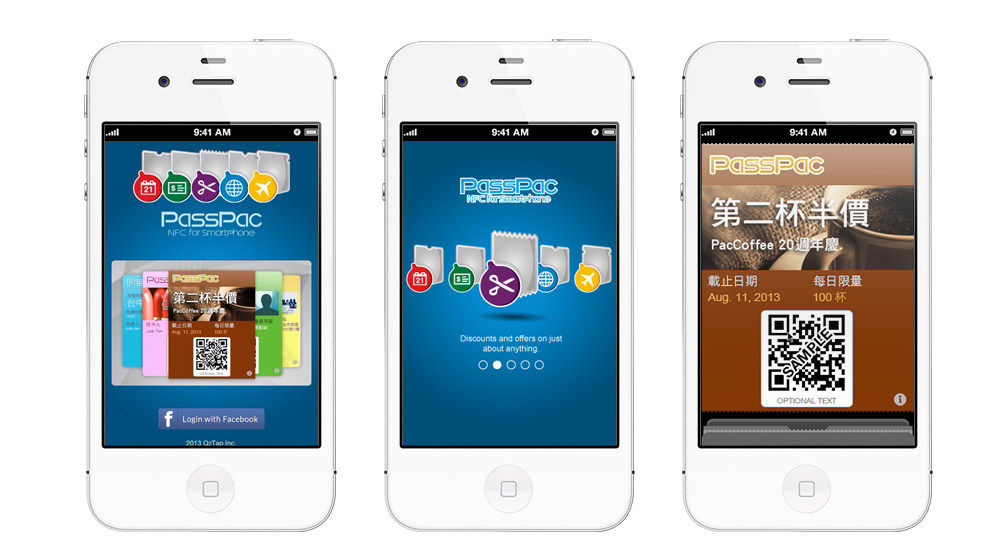 9:41 AM
21
$
PassPac
NFC for Smartphone
PassPac
第二杯半價
PacCoffee 20週年慶
截止日期 每日限量
Aug. 11, 2013 100 杯
OPTIONAL TEXT
f Login with Facebook
2013 OzTap Inc.
9:41 AM
PassPac
NFC for Smartphone
21
$
Discounts and offers on just
about anything.
9:41 AM
PassPac
第二杯半價
PacCoffee 20週年慶
截止日期 每日限量
Aug. 11, 2013 100 杯
SAMPLE
OPTIONAL TEXT
i